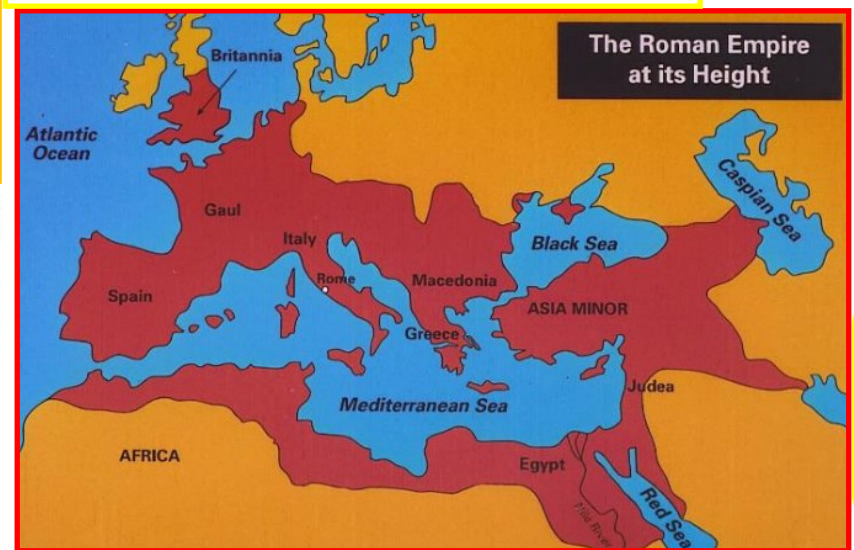 The Roman Empire
at its Height
Britannia
Atlantic
Ocean
Caspian Sea
Gaul
Italy
Black Sea
Rome
Macedonia
Spain
ASIA MINOR
Greece
Judea
Mediterranean Sea
AFRICA
Egypt
Nile River
Red Sea